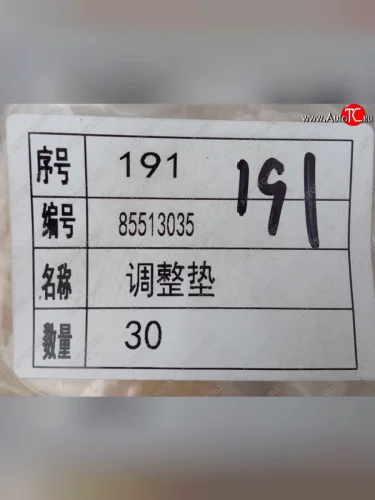 www.AutoTC.ru
序号 191 191
编号 85513035
名称 调整垫
数量 30